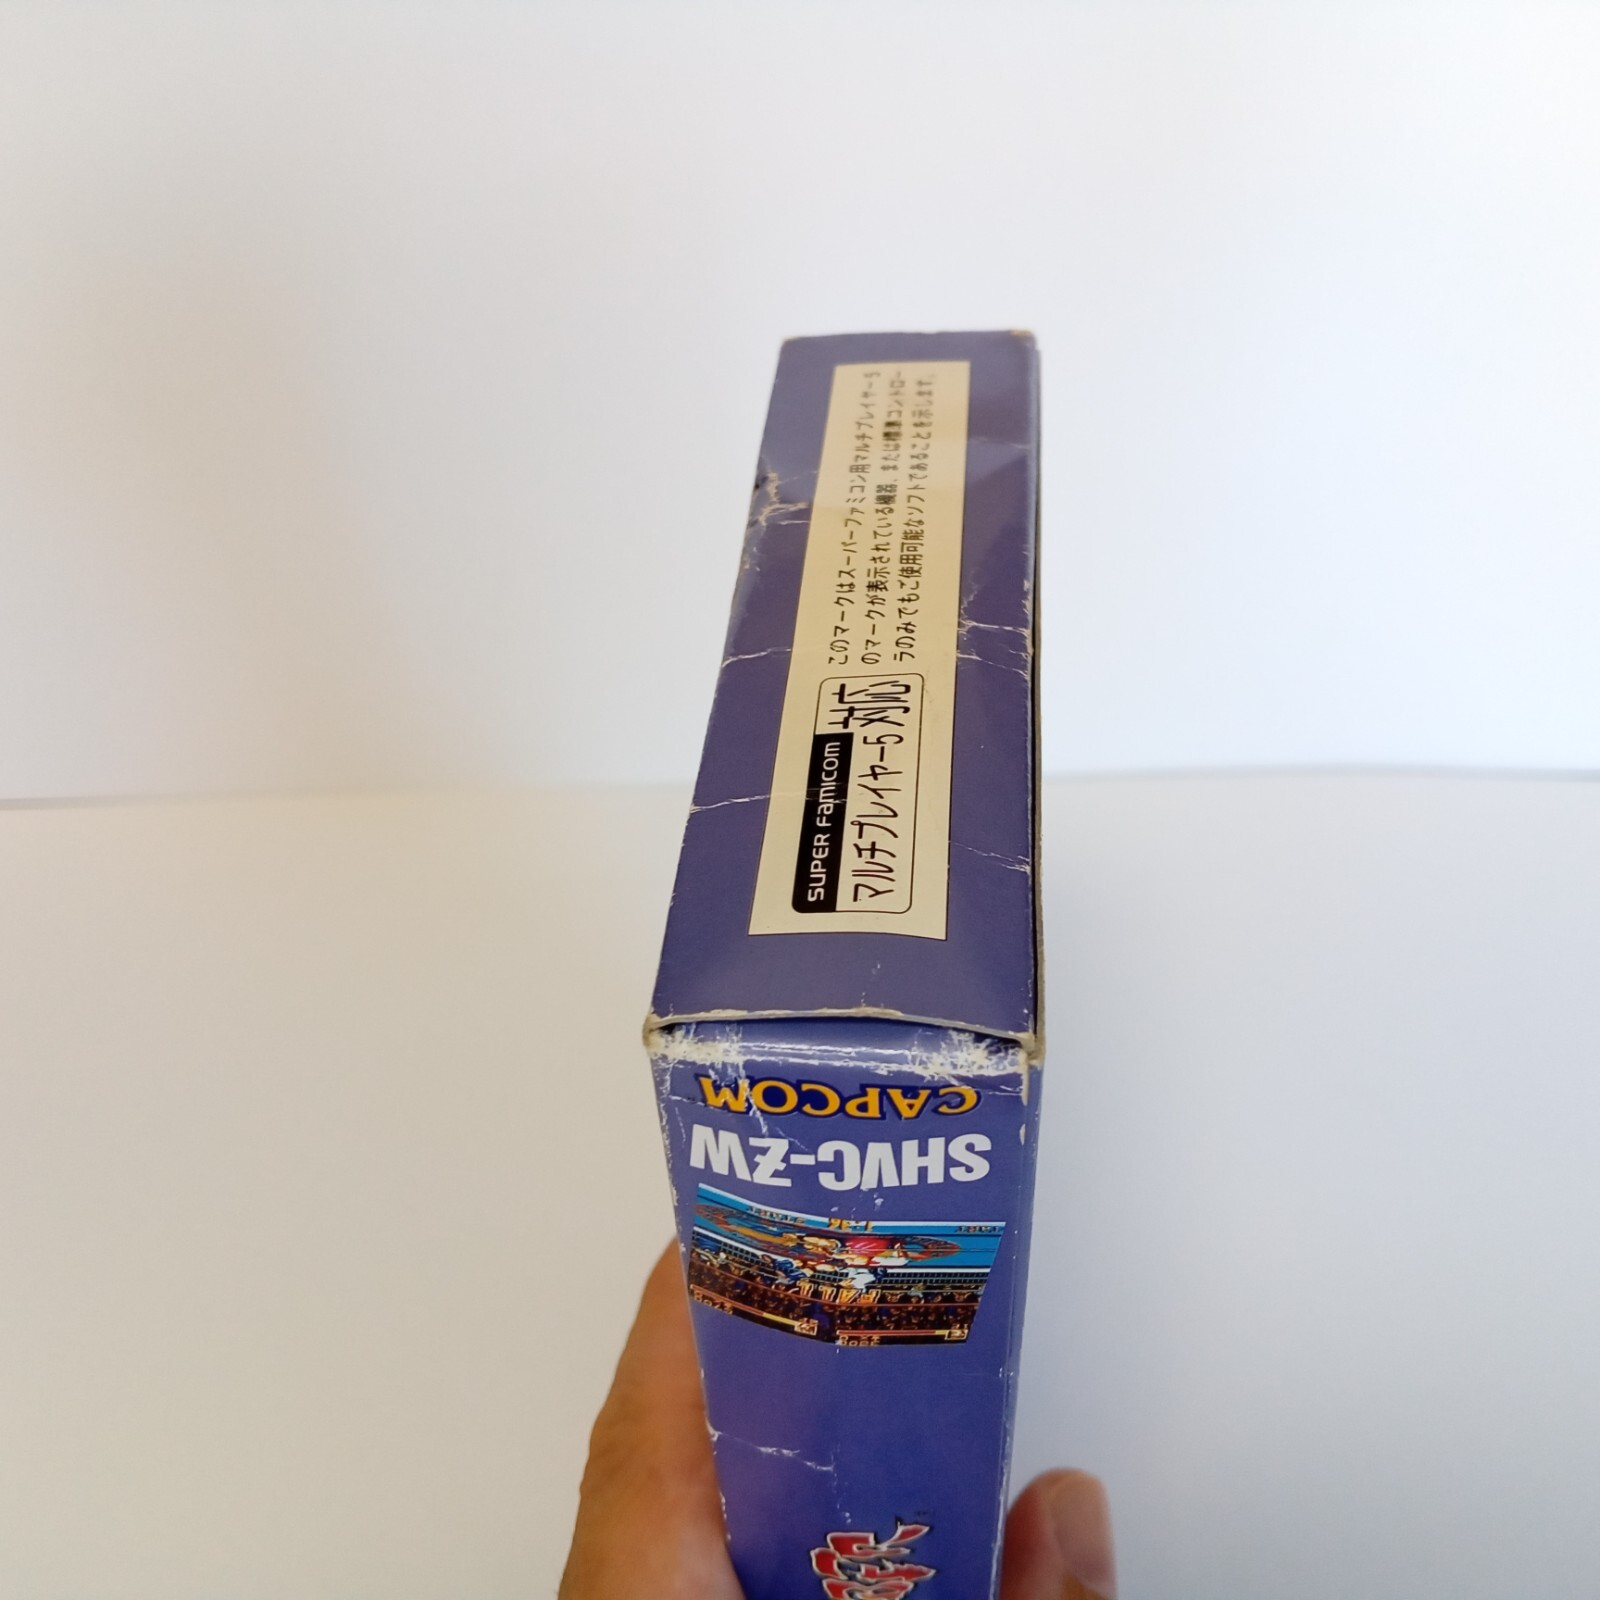 このマークはスーパーファミコン用マルチプレイヤー5
のマークが表示されている機器、または標準コントロー
ラのみでもご使用可能なソフトであることを示します。
SUPER FAMICOM
マルチプレイヤー5 対応
CAPCOM
SHVC-ZW